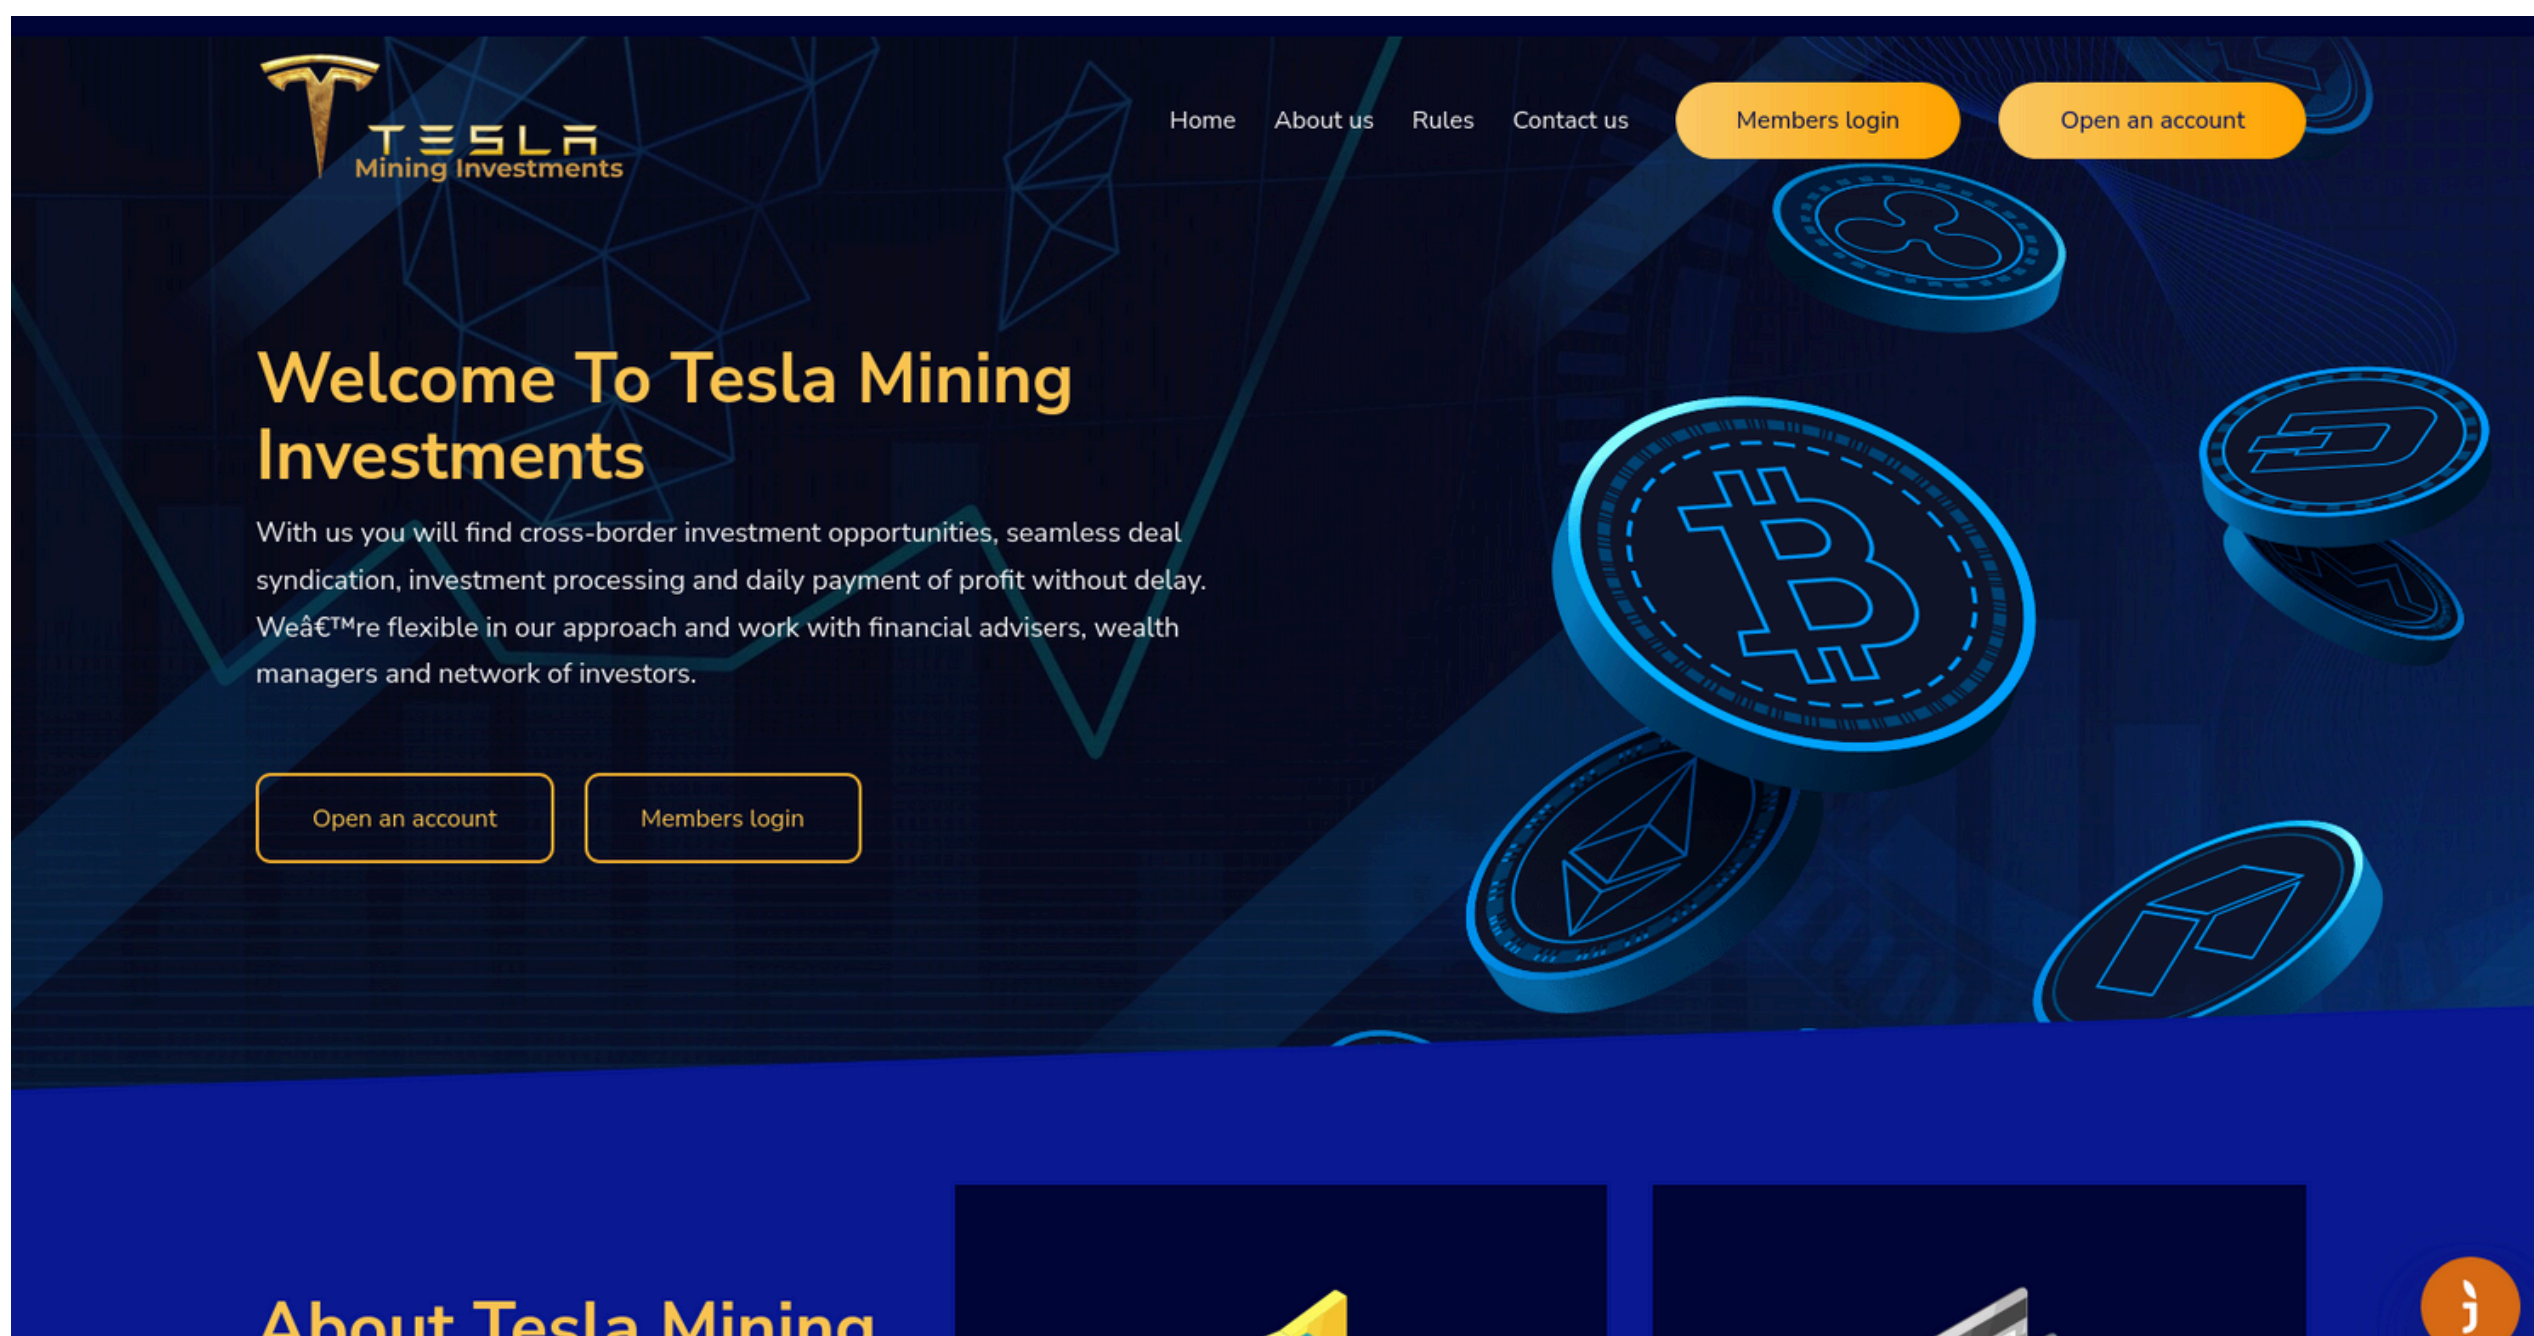 TESLA
Mining Investments
Home About us Rules Contact us Members login Open an account
Welcome To Tesla Mining
Investments
With us you will find cross-border investment opportunities, seamless deal
syndication, investment processing and daily payment of profit without delay.
Weâ€™re flexible in our approach and work with financial advisers, wealth
managers and network of investors.
Open an account Members login
About Tesla Mining